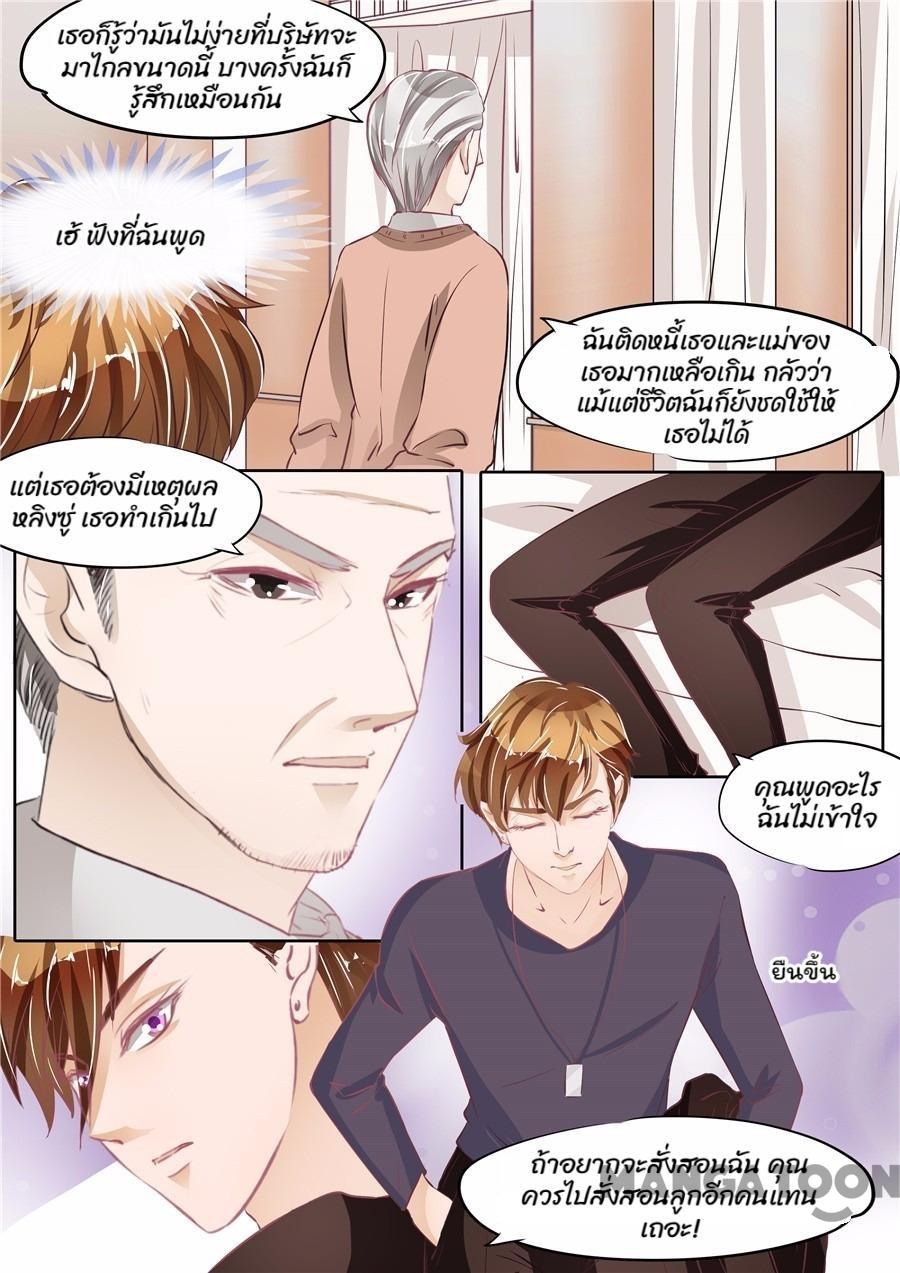 เธอก็รู้ว่ามันไม่ง่ายที่บริษัทจะ
มาไกลขนาดนี้ บางครั้งฉันก็
รู้สึกเหมือนกัน
เฮ้ ฟังที่ฉันพูด
ฉันติดหนี้เธอและแม่ของ
เธอมากเหลือเกิน กลัวว่า
แม้แต่ชีวิตฉันก็ยังชดใช้ให้
เธอไม่ได้
แต่เธอต้องมีเหตุผล
หลิงซู่ เธอทำเกินไป
คุณพูดอะไร
ฉันไม่เข้าใจ
ยืนขึ้น
ถ้าอยากจะสั่งสอนฉัน คุณ
ควรไปสั่งสอนลูกอีกคนแทน
เถอะ!
MANGATOON